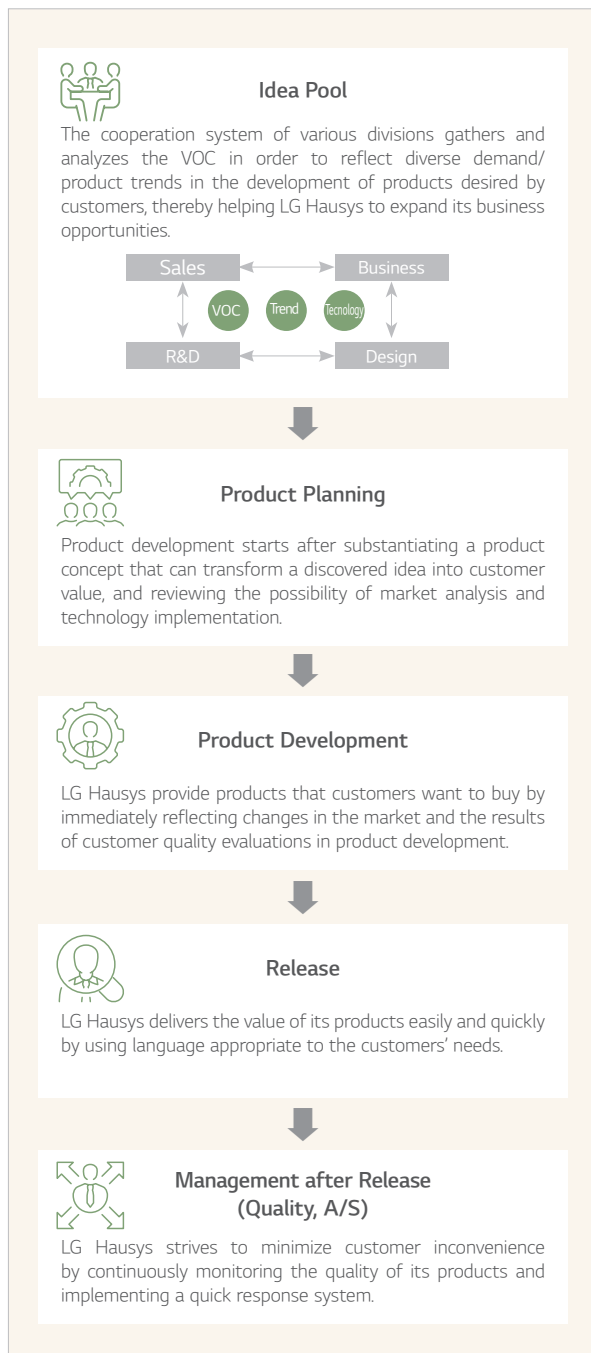 Idea Pool
The cooperation system of various divisions gathers and
analyzes the VOC in order to reflect diverse demand/
product trends in the development of products desired by
customers, thereby helping LG Hausys to expand its business
opportunities.
Sales
Business
VOC
Trend
Tecnology
R&D
Design
Product Planning
Product development starts after substantiating a product
concept that can transform a discovered idea into customer
value, and reviewing the possibility of market analysis and
technology implementation.
Product Development
LG Hausys provide products that customers want to buy by
immediately reflecting changes in the market and the results
of customer quality evaluations in product development.
Release
LG Hausys delivers the value of its products easily and quickly
by using language appropriate to the customers’ needs.
Management after Release
(Quality, A/S)
LG Hausys strives to minimize customer inconvenience
by continuously monitoring the quality of its products and
implementing a quick response system.